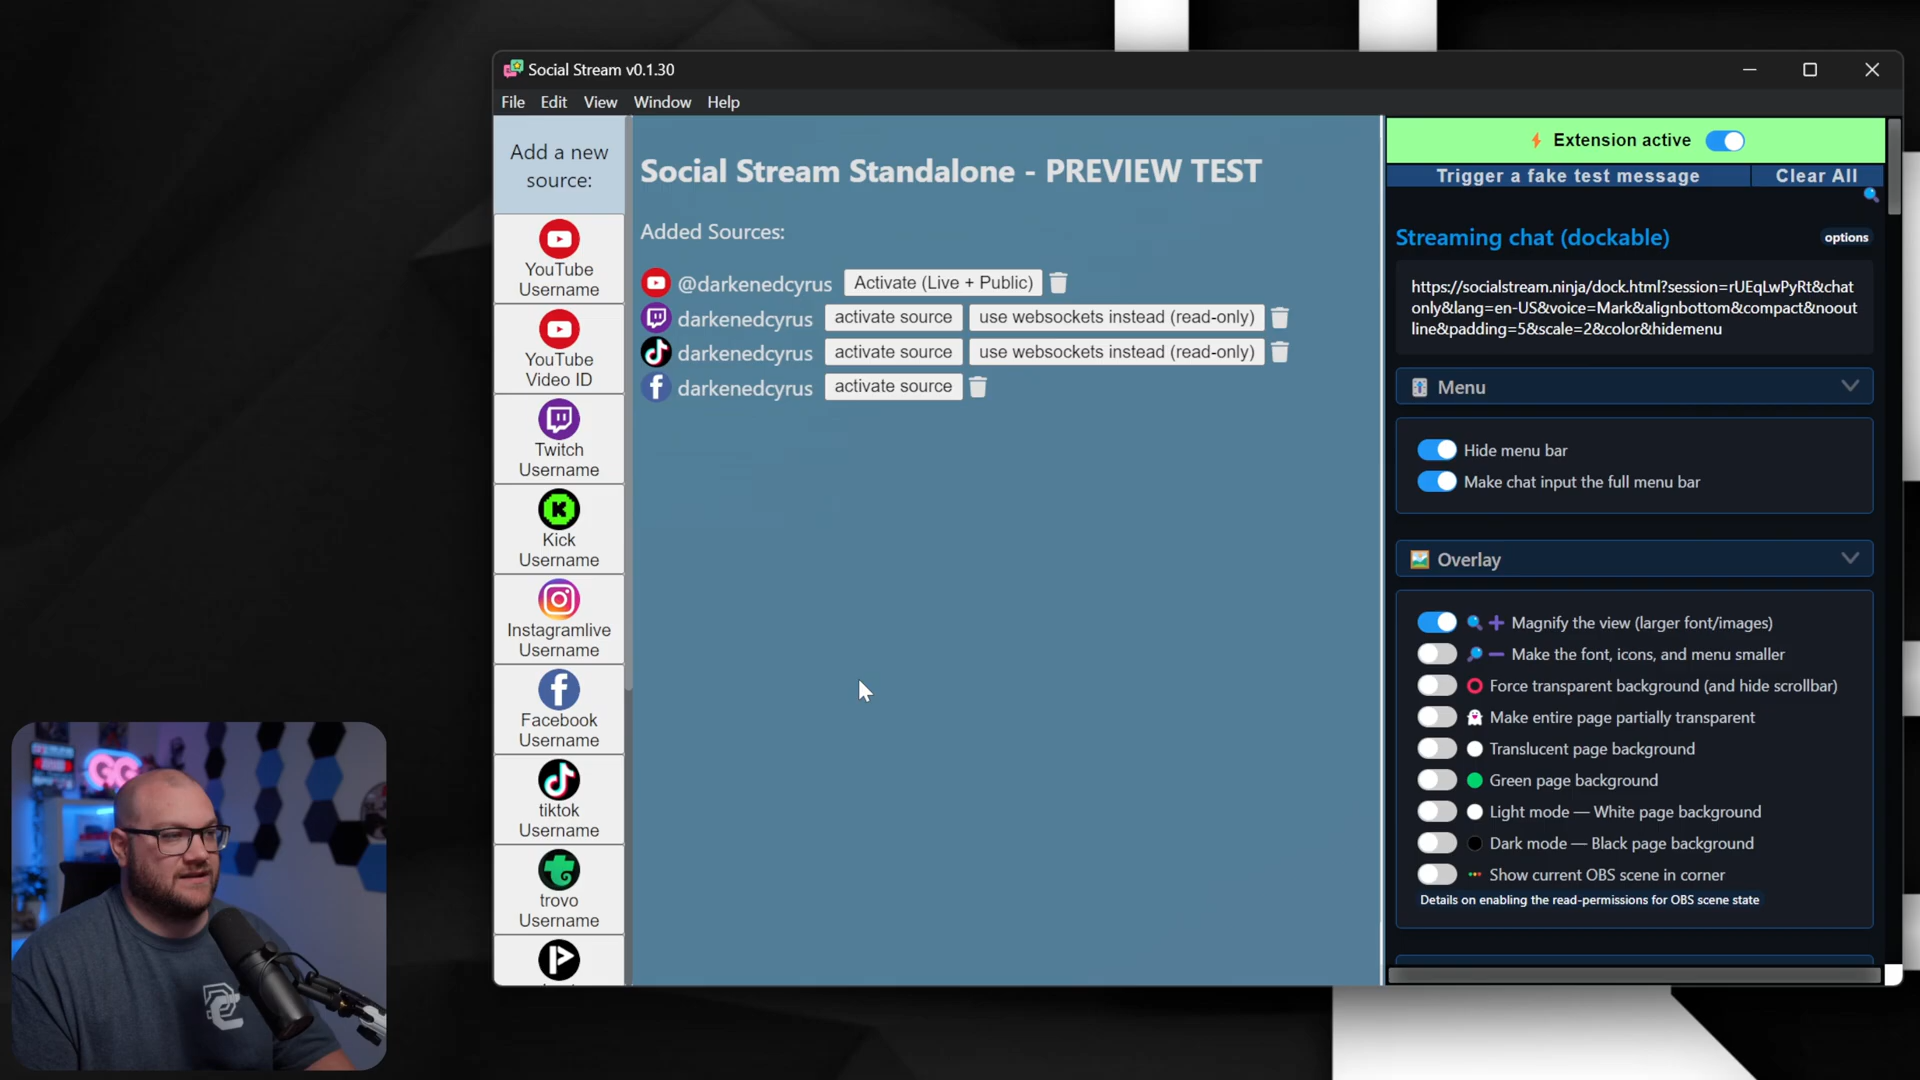 Social Stream v0.1.30
File Edit View Window Help
Add a new
source:
YouTube
Username
YouTube
Video ID
Twitch
Username
Kick
Username
Instagramlive
Username
Facebook
Username
tiktok
Username
trovo
Username
Social Stream Standalone - PREVIEW TEST
Added Sources:
@darkenedcyrus Activate (Live + Public)
darkenedcyrus activate source use websockets instead (read-only)
darkenedcyrus activate source use websockets instead (read-only)
darkenedcyrus activate source
⚡ Extension active
Trigger a fake test message Clear All
Streaming chat (dockable) options
https://socialstream.ninja/dock.html?session=rUEqLwPyRt&chat
only&lang=en-US&voice=Mark&alignbottom&compact&noout
line&padding=5&scale=2&color&hidemenu
Menu
Hide menu bar
Make chat input the full menu bar
Overlay
Magnify the view (larger font/images)
Make the font, icons, and menu smaller
Force transparent background (and hide scrollbar)
Make entire page partially transparent
Translucent page background
Green page background
Light mode — White page background
Dark mode — Black page background
Show current OBS scene in corner
Details on enabling the read-permissions for OBS scene state
GG